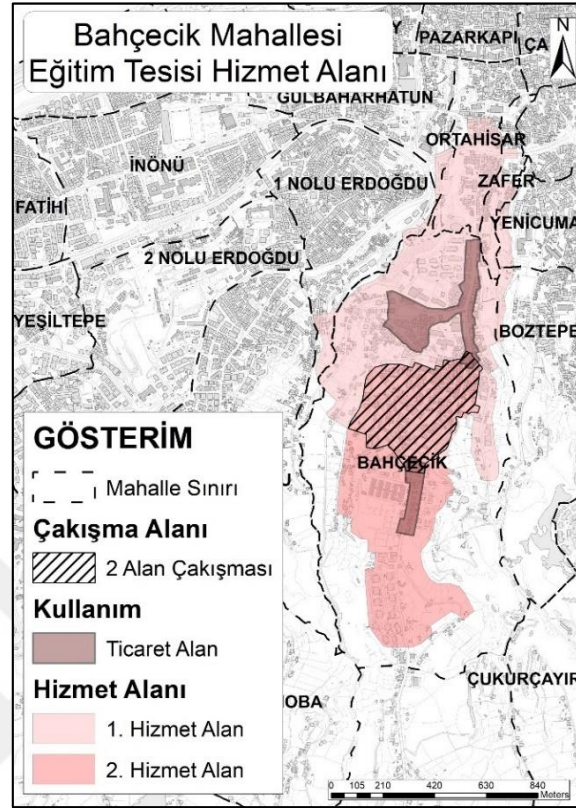 Bahçecik Mahallesi
Eğitim Tesisi Hizmet Alanı
PAZARKAPI
ÇA
N
GÜLBAHARHATUN
ORTAHİSAR
İNÖNÜ
1 NOLU ERDOĞDU
ZAFER
FATİH
YENİCUMA
2 NOLU ERDOĞDU
YEŞİLTEPE
BOZTEPE
BAHÇECİK
ÇUKURÇAYIR
OBA
GÖSTERİM
Mahalle Sınırı
Çakışma Alanı
2 Alan Çakışması
Kullanım
Ticaret Alan
Hizmet Alanı
1. Hizmet Alan
2. Hizmet Alan
0 105 210 420 630 840
Meters